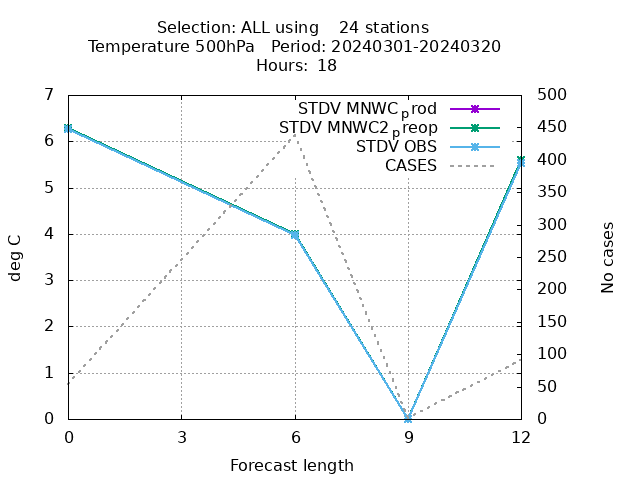 Selection: ALL using    24 stations
Temperature 500hPa   Period: 20240301-20240320
Hours: 18
7
6
5
4
3
2
1
0
500
450
400
350
300
250
200
150
100
50
0
STDV MNWCprod
STDV MNWC2preop
STDV OBS
CASES
deg C
No cases
0 3 6 9 12
Forecast length